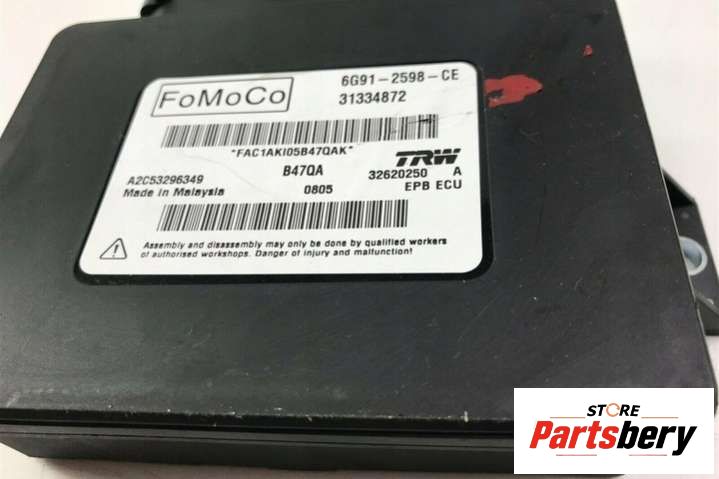 FoMoCo
6G91-2598-CE
31334872
*FAC1AKI05B47QAK*
A2C53296349
Made in Malaysia
B47QA
0805
TRW
32620250 A
EPB ECU
Assembly and disassembly may only be done by qualified workers
of authorised workshops. Danger of injury and malfunction!
STORE
Partsbery